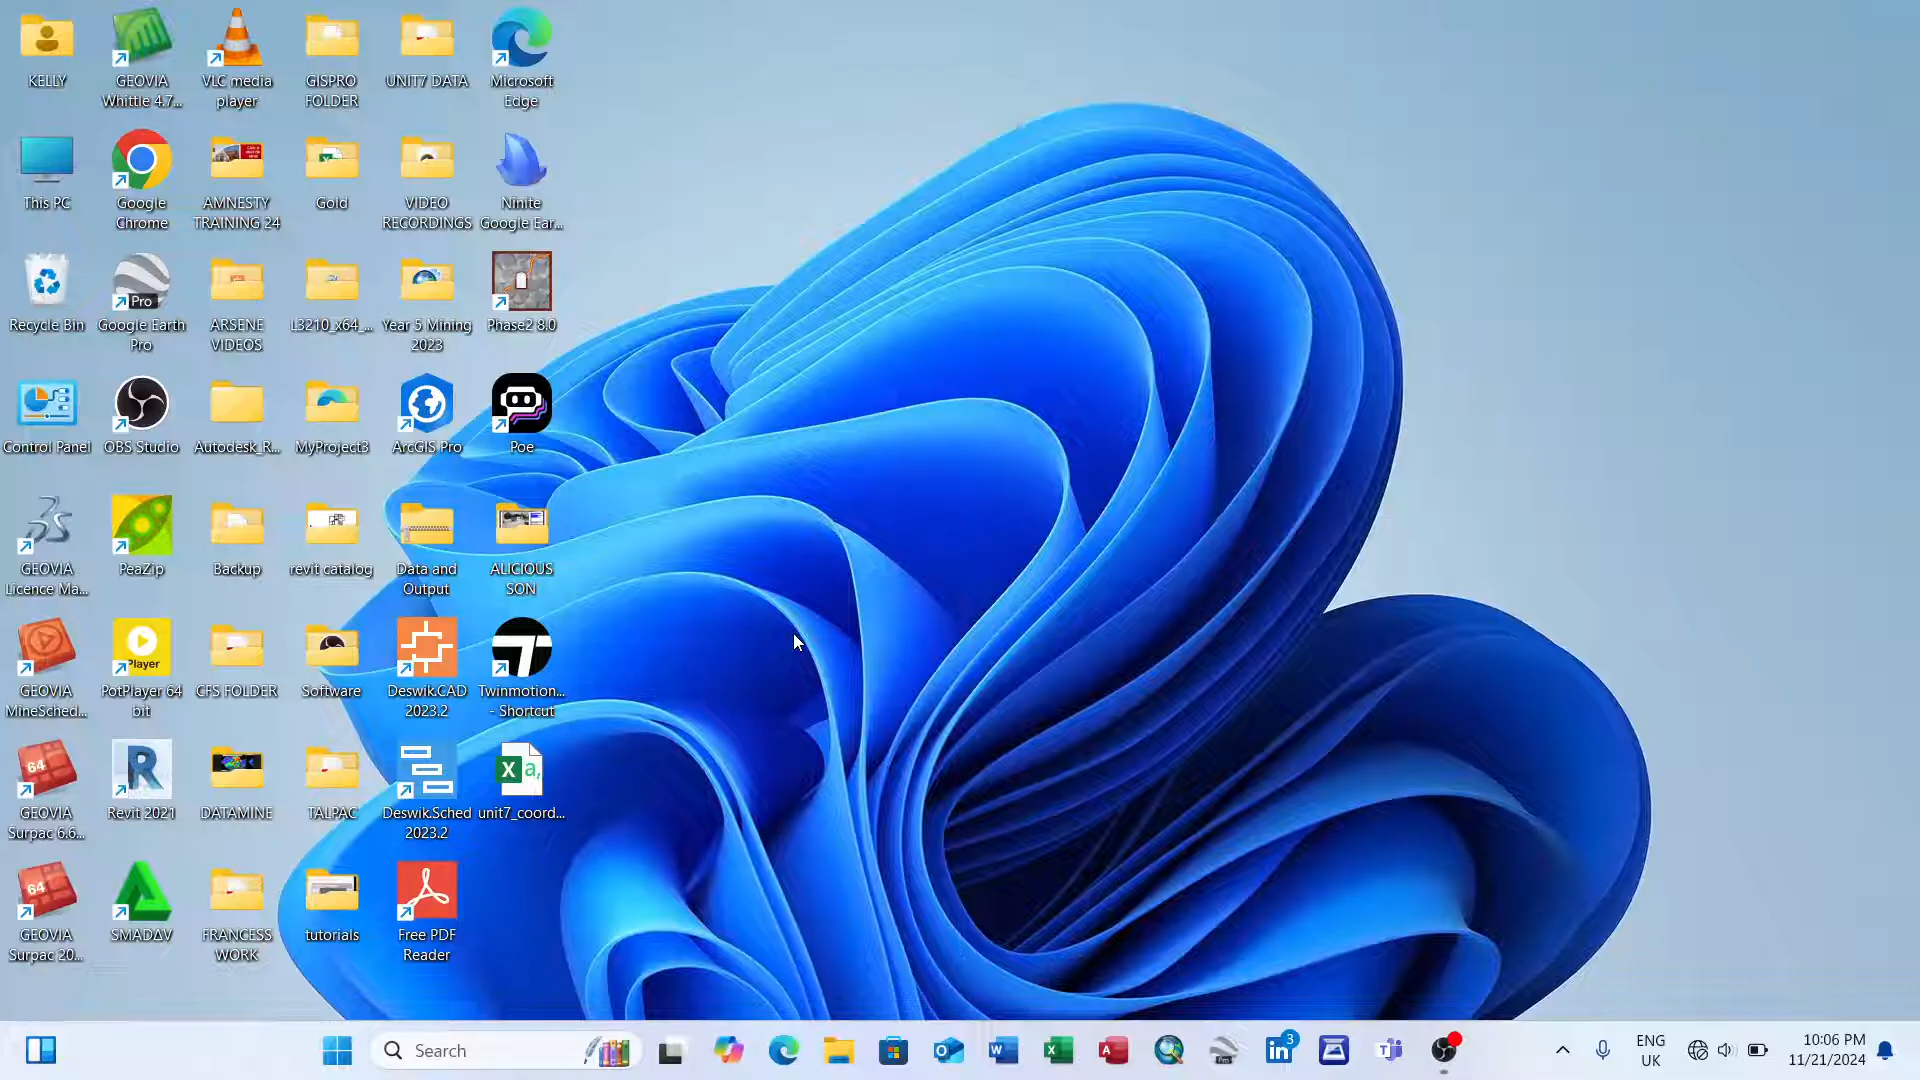 KELLY
GEOVIA
Whittle 4.7...
VLC media
player
GISPRO
FOLDER
UNIT7 DATA
Microsoft
Edge
This PC
Google
Chrome
AMNESTY
TRAINING 24
Gold
VIDEO
RECORDINGS
Ninite
Google Ear...
Pro
Recycle Bin
Google Earth
Pro
ARSENE
VIDEOS
L3210_x64_...
Year 5 Mining
2023
Phase2 8.0
Control Panel
OBS Studio
Autodesk_R...
MyProject3
ArcGIS Pro
Poe
GEOVIA
Licence Ma...
PeaZip
Backup
revit catalog
Data and
Output
ALICIOUS
SON
Player
GEOVIA
MineSched...
PotPlayer 64
bit
CFS FOLDER
Software
Deswik.CAD
2023.2
Twinmotion...
- Shortcut
64
R
X a,
GEOVIA
Surpac 6.6...
Revit 2021
DATAMINE
TALPAC
Deswik.Sched
2023.2
unit7_coord...
64
GEOVIA
Surpac 20...
SMADΔV
FRANCESS
WORK
tutorials
Free PDF
Reader
Search
3
ENG
UK
10:06 PM
11/21/2024